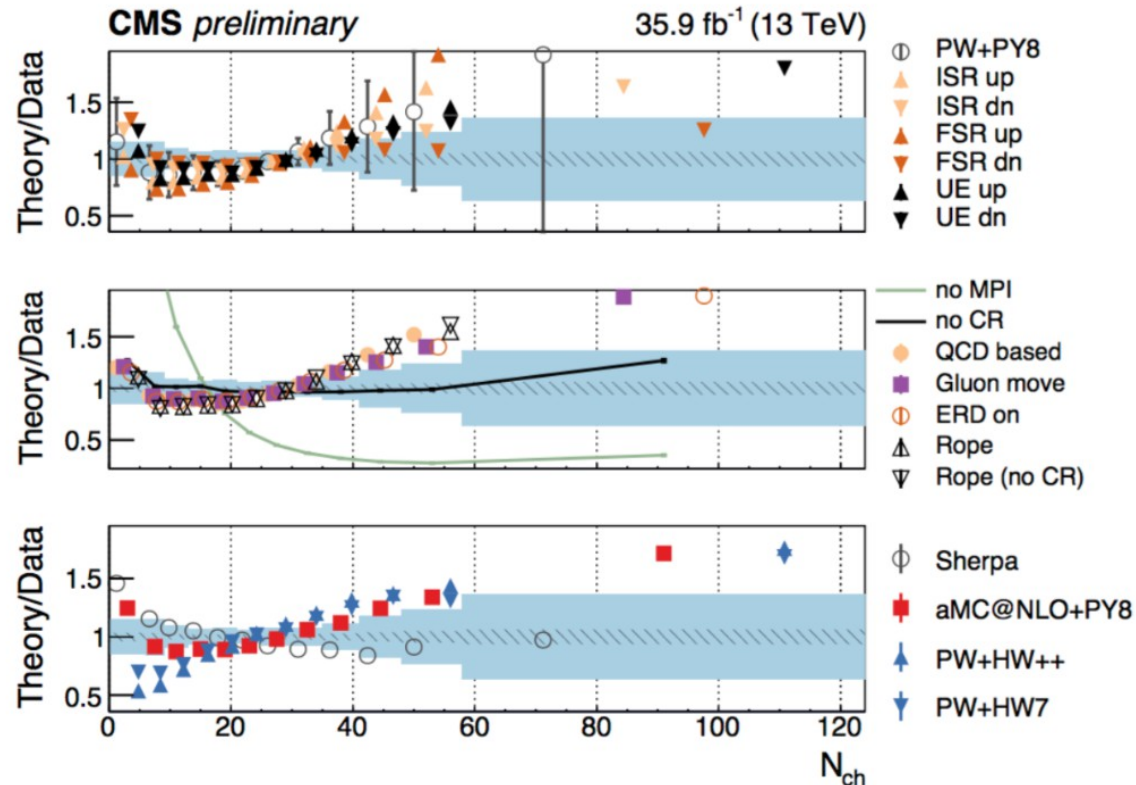 CMS preliminary 35.9 fb⁻¹ (13 TeV)
Theory/Data
1.5
1
0.5
PW+PY8
ISR up
ISR dn
FSR up
FSR dn
UE up
UE dn
Theory/Data
1.5
1
0.5
no MPI
no CR
QCD based
Gluon move
ERD on
Rope
Rope (no CR)
Theory/Data
1.5
1
0.5
0 20 40 60 80 100 120
N_ch
Sherpa
aMC@NLO+PY8
PW+HW++
PW+HW7